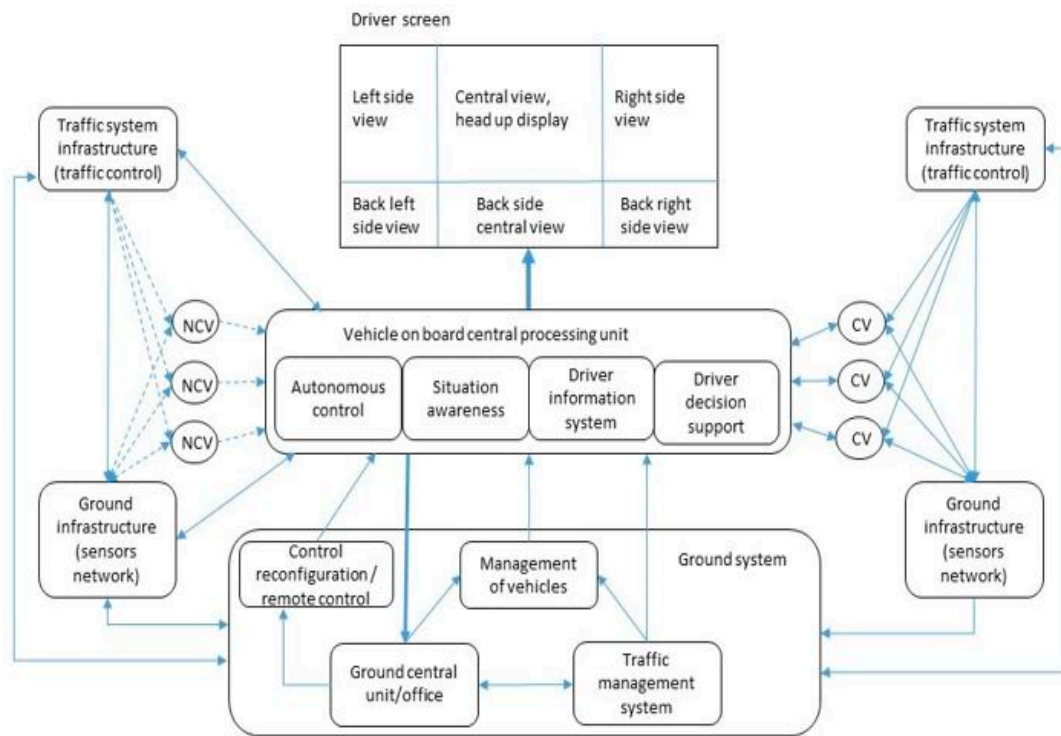 Driver screen
Left side
view
Central view,
head up display
Right side
view
Back left
side view
Back side
central view
Back right
side view
Traffic system
infrastructure
(traffic control)
Traffic system
infrastructure
(traffic control)
NCV
NCV
NCV
Vehicle on board central processing unit
Autonomous
control
Situation
awareness
Driver
information
system
Driver
decision
support
CV
CV
CV
Ground
infrastructure
(sensors
network)
Ground
infrastructure
(sensors
network)
Ground system
Control
reconfiguration /
remote control
Management
of vehicles
Ground central
unit/office
Traffic
management
system